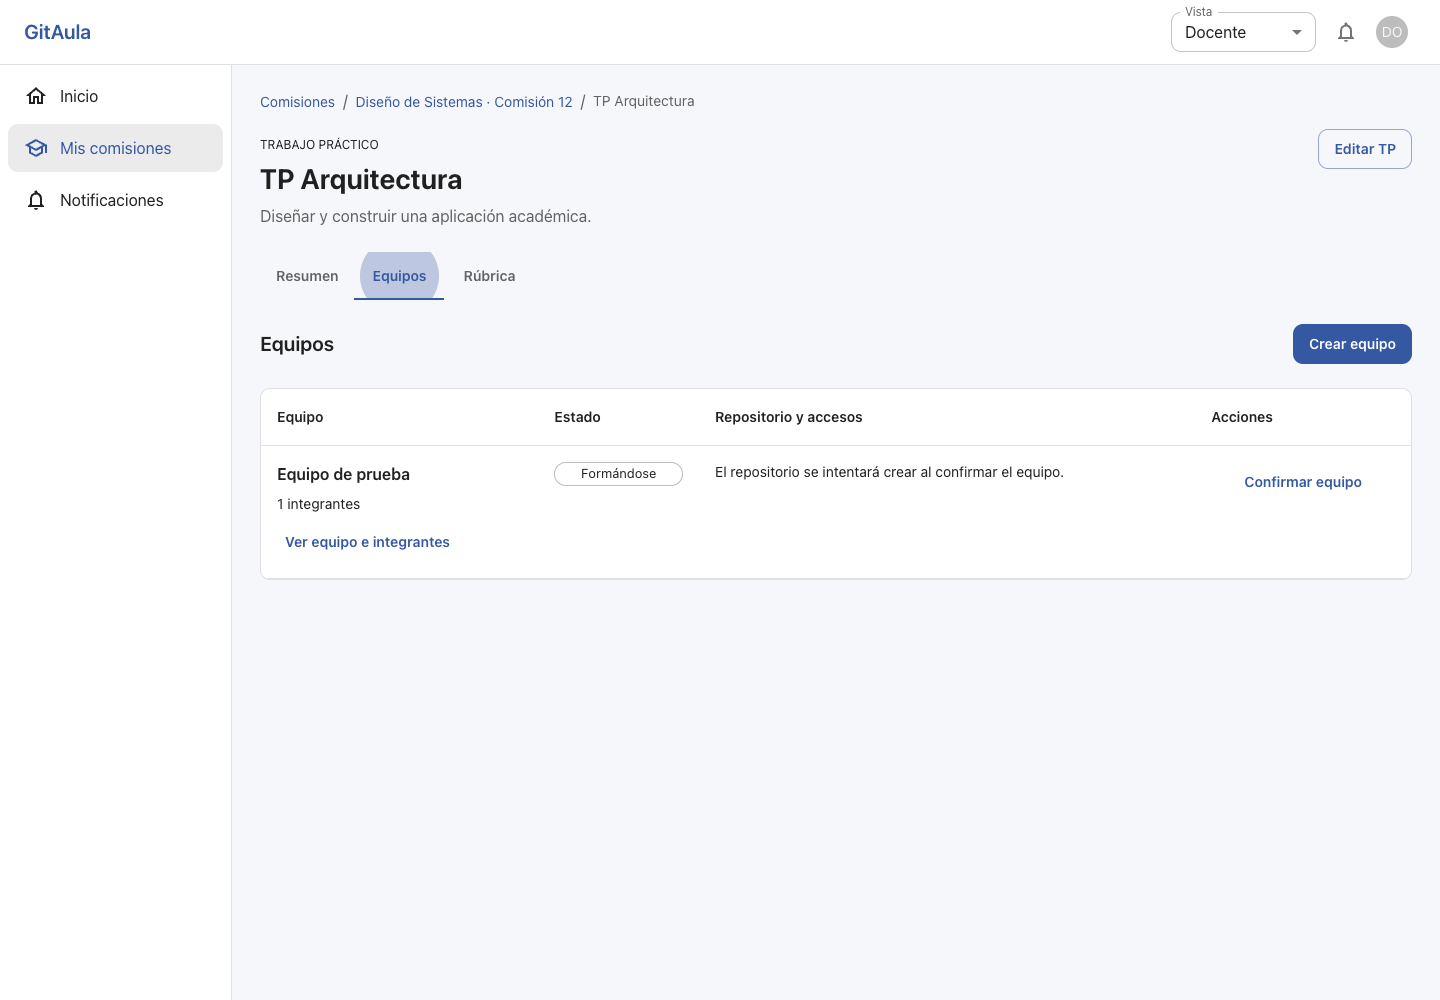 GitAula
Vista
Docente
DO
Inicio
Mis comisiones
Notificaciones
Comisiones / Diseño de Sistemas · Comisión 12 / TP Arquitectura
TRABAJO PRÁCTICO
Editar TP
TP Arquitectura
Diseñar y construir una aplicación académica.
Resumen Equipos Rúbrica
Equipos
Crear equipo
Equipo Estado Repositorio y accesos Acciones
Equipo de prueba Formándose El repositorio se intentará crear al confirmar el equipo. Confirmar equipo
1 integrantes
Ver equipo e integrantes